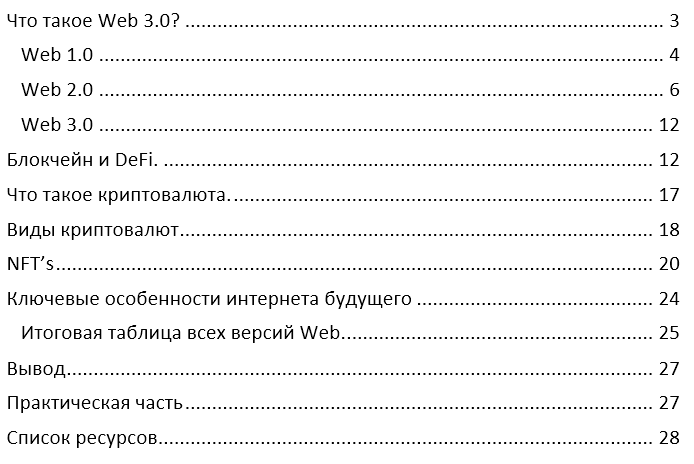 Что такое Web 3.0? ........................................................................................ 3
Web 1.0 ........................................................................................................ 4
Web 2.0 ........................................................................................................ 6
Web 3.0 ...................................................................................................... 12
Блокчейн и DeFi. ......................................................................................... 12
Что такое криптовалюта............................................................................... 17
Виды криптовалют....................................................................................... 18
NFT’s............................................................................................................. 20
Ключевые особенности интернета будущего ............................................ 24
Итоговая таблица всех версий Web............................................................ 25
Вывод............................................................................................................ 27
Практическая часть...................................................................................... 27
Список ресурсов........................................................................................... 28